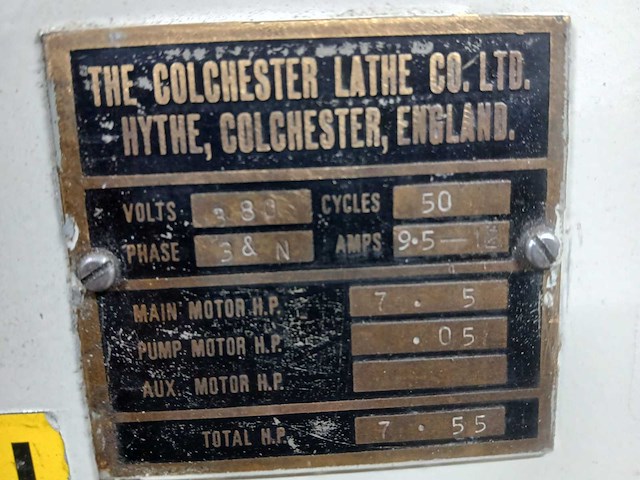 THE COLCHESTER LATHE CO. LTD.
HYTHE, COLCHESTER, ENGLAND.
VOLTS CYCLES 50
PHASE 3 & N AMPS 9.5-
MAIN MOTOR H.P. 7.5
PUMP MOTOR H.P. .05
AUX. MOTOR H.P.
TOTAL H.P. 7.55